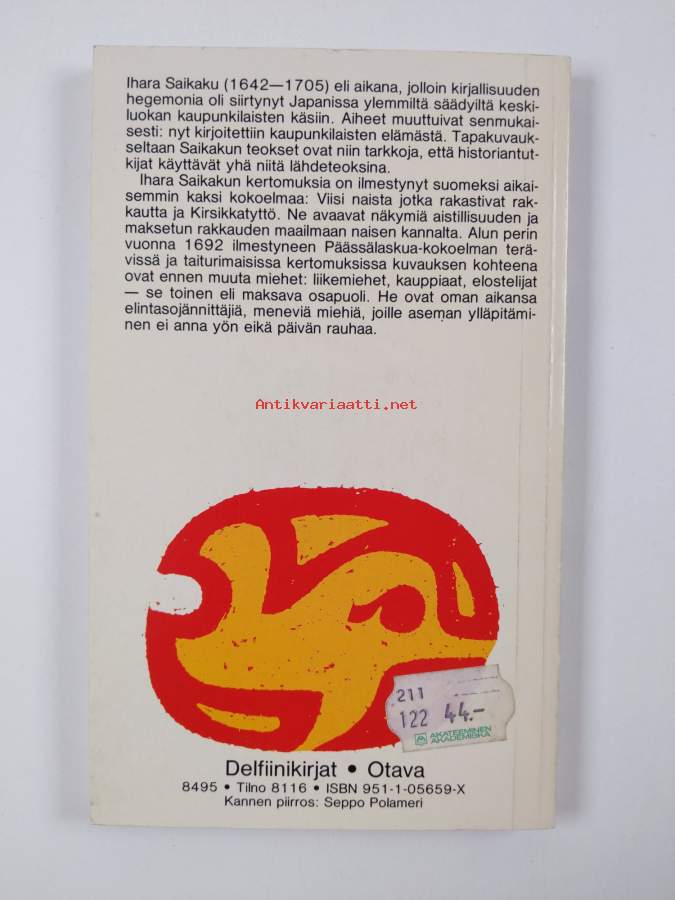 Ihara Saikaku (1642—1705) eli aikana, jolloin kirjallisuuden
hegemonia oli siirtynyt Japanissa ylemmiltä säädyiltä keski-
luokan kaupunkilaisten käsiin. Aiheet muuttuivat senmukai-
sesti: nyt kirjoitettiin kaupunkilaisten elämästä. Tapakuvauk-
seltaan Saikakun teokset ovat niin tarkkoja, että historiantut-
kijat käyttävät yhä niitä lähdeteoksina.
Ihara Saikakun kertomuksia on ilmestynyt suomeksi aikai-
semmin kaksi kokoelmaa: Viisi naista jotka rakastivat rak-
kautta ja Kirsikkatyttö. Ne avaavat näkymiä aistillisuuden ja
maksetun rakkauden maailmaan naisen kannalta. Alun perin
vuonna 1692 ilmestyneen Päässälaskua-kokoelman terä-
vissä ja taiturimaisissa kertomuksissa kuvauksen kohteena
ovat ennen muuta miehet: liikemiehet, kauppiaat, elostelijat
— se toinen eli maksava osapuoli. He ovat oman aikansa
elintasojännittäjiä, meneviä miehiä, joille aseman ylläpitämi-
nen ei anna yön eikä päivän rauhaa.
Antikvariaatti.net
211
122 44.-
AKATEEMINEN
AKADEMISKA
Delfiinikirjat • Otava
8495 • Tilno 8116 • ISBN 951-1-05659-X
Kannen piirros: Seppo Polameri